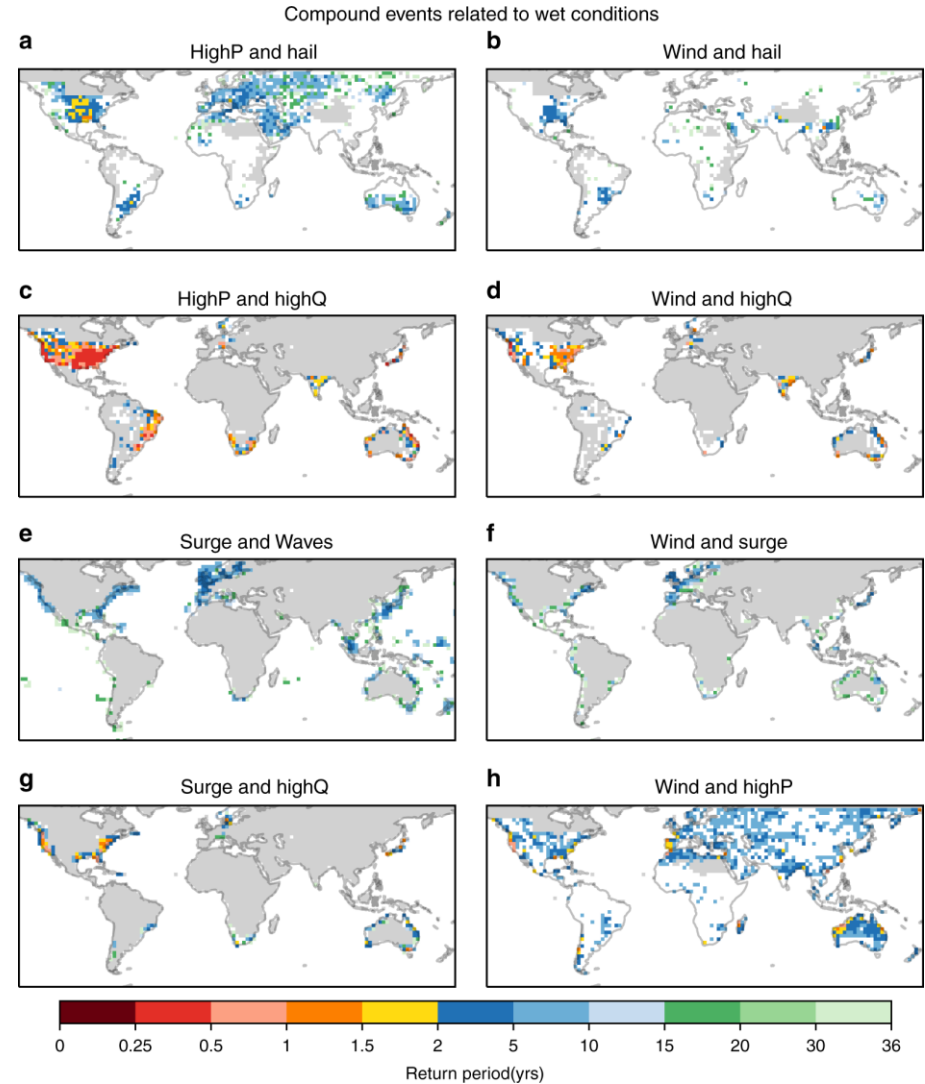 Compound events related to wet conditions
a
HighP and hail
b
Wind and hail
c
HighP and highQ
d
Wind and highQ
e
Surge and Waves
f
Wind and surge
g
Surge and highQ
h
Wind and highP
0 0.25 0.5 1 1.5 2 5 10 15 20 30 36
Return period(yrs)